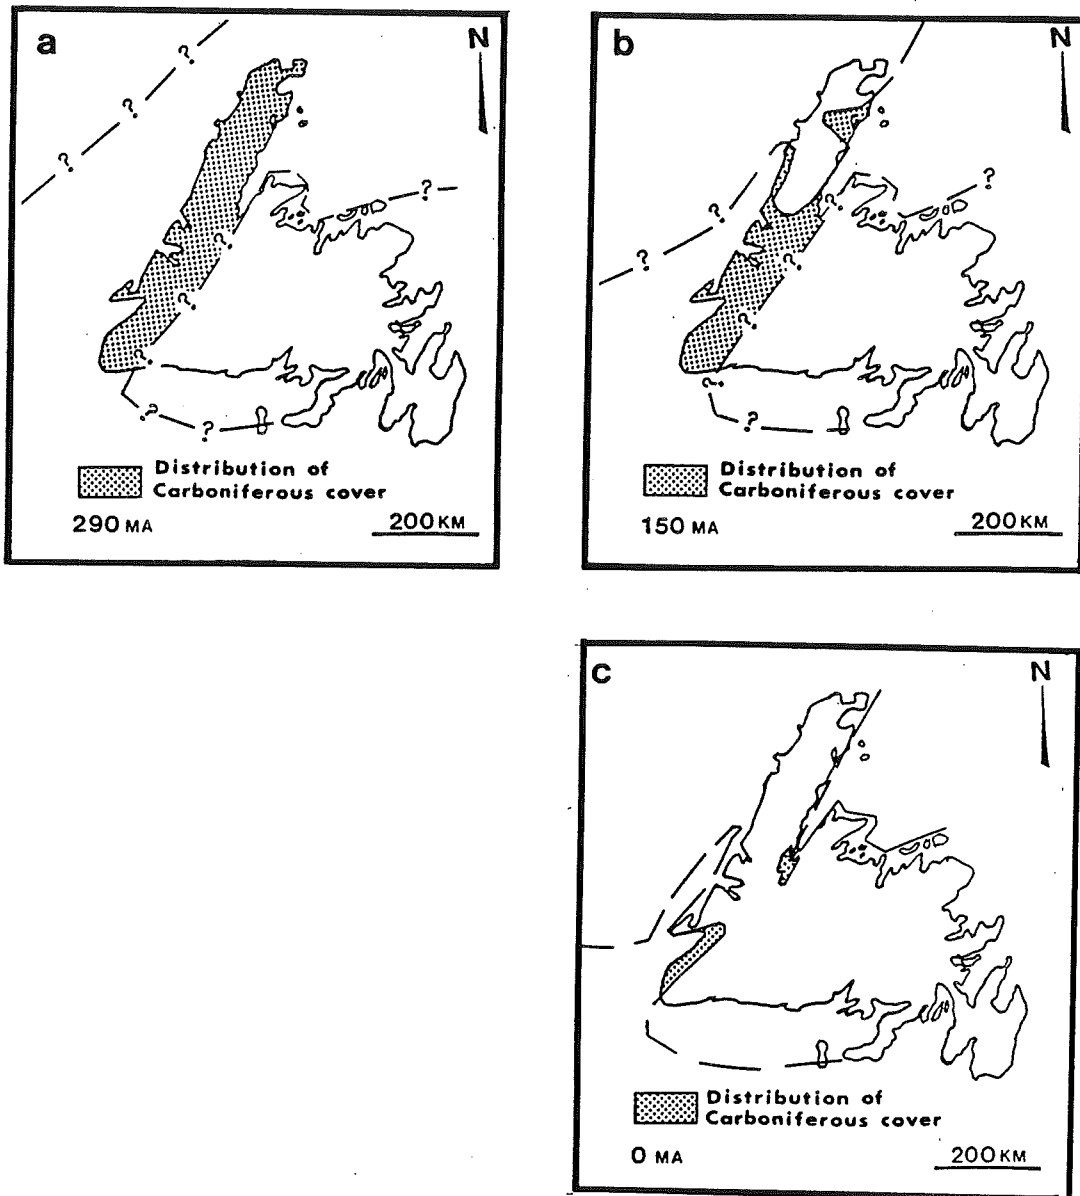 a
N
?
?
?
?
?
?
?
?
?
Distribution of
Carboniferous cover
290 MA
200 KM
b
N
?
?
?
?
?
?
?
?
Distribution of
Carboniferous cover
150 MA
200 KM
c
N
Distribution of
Carboniferous cover
0 MA
200 KM